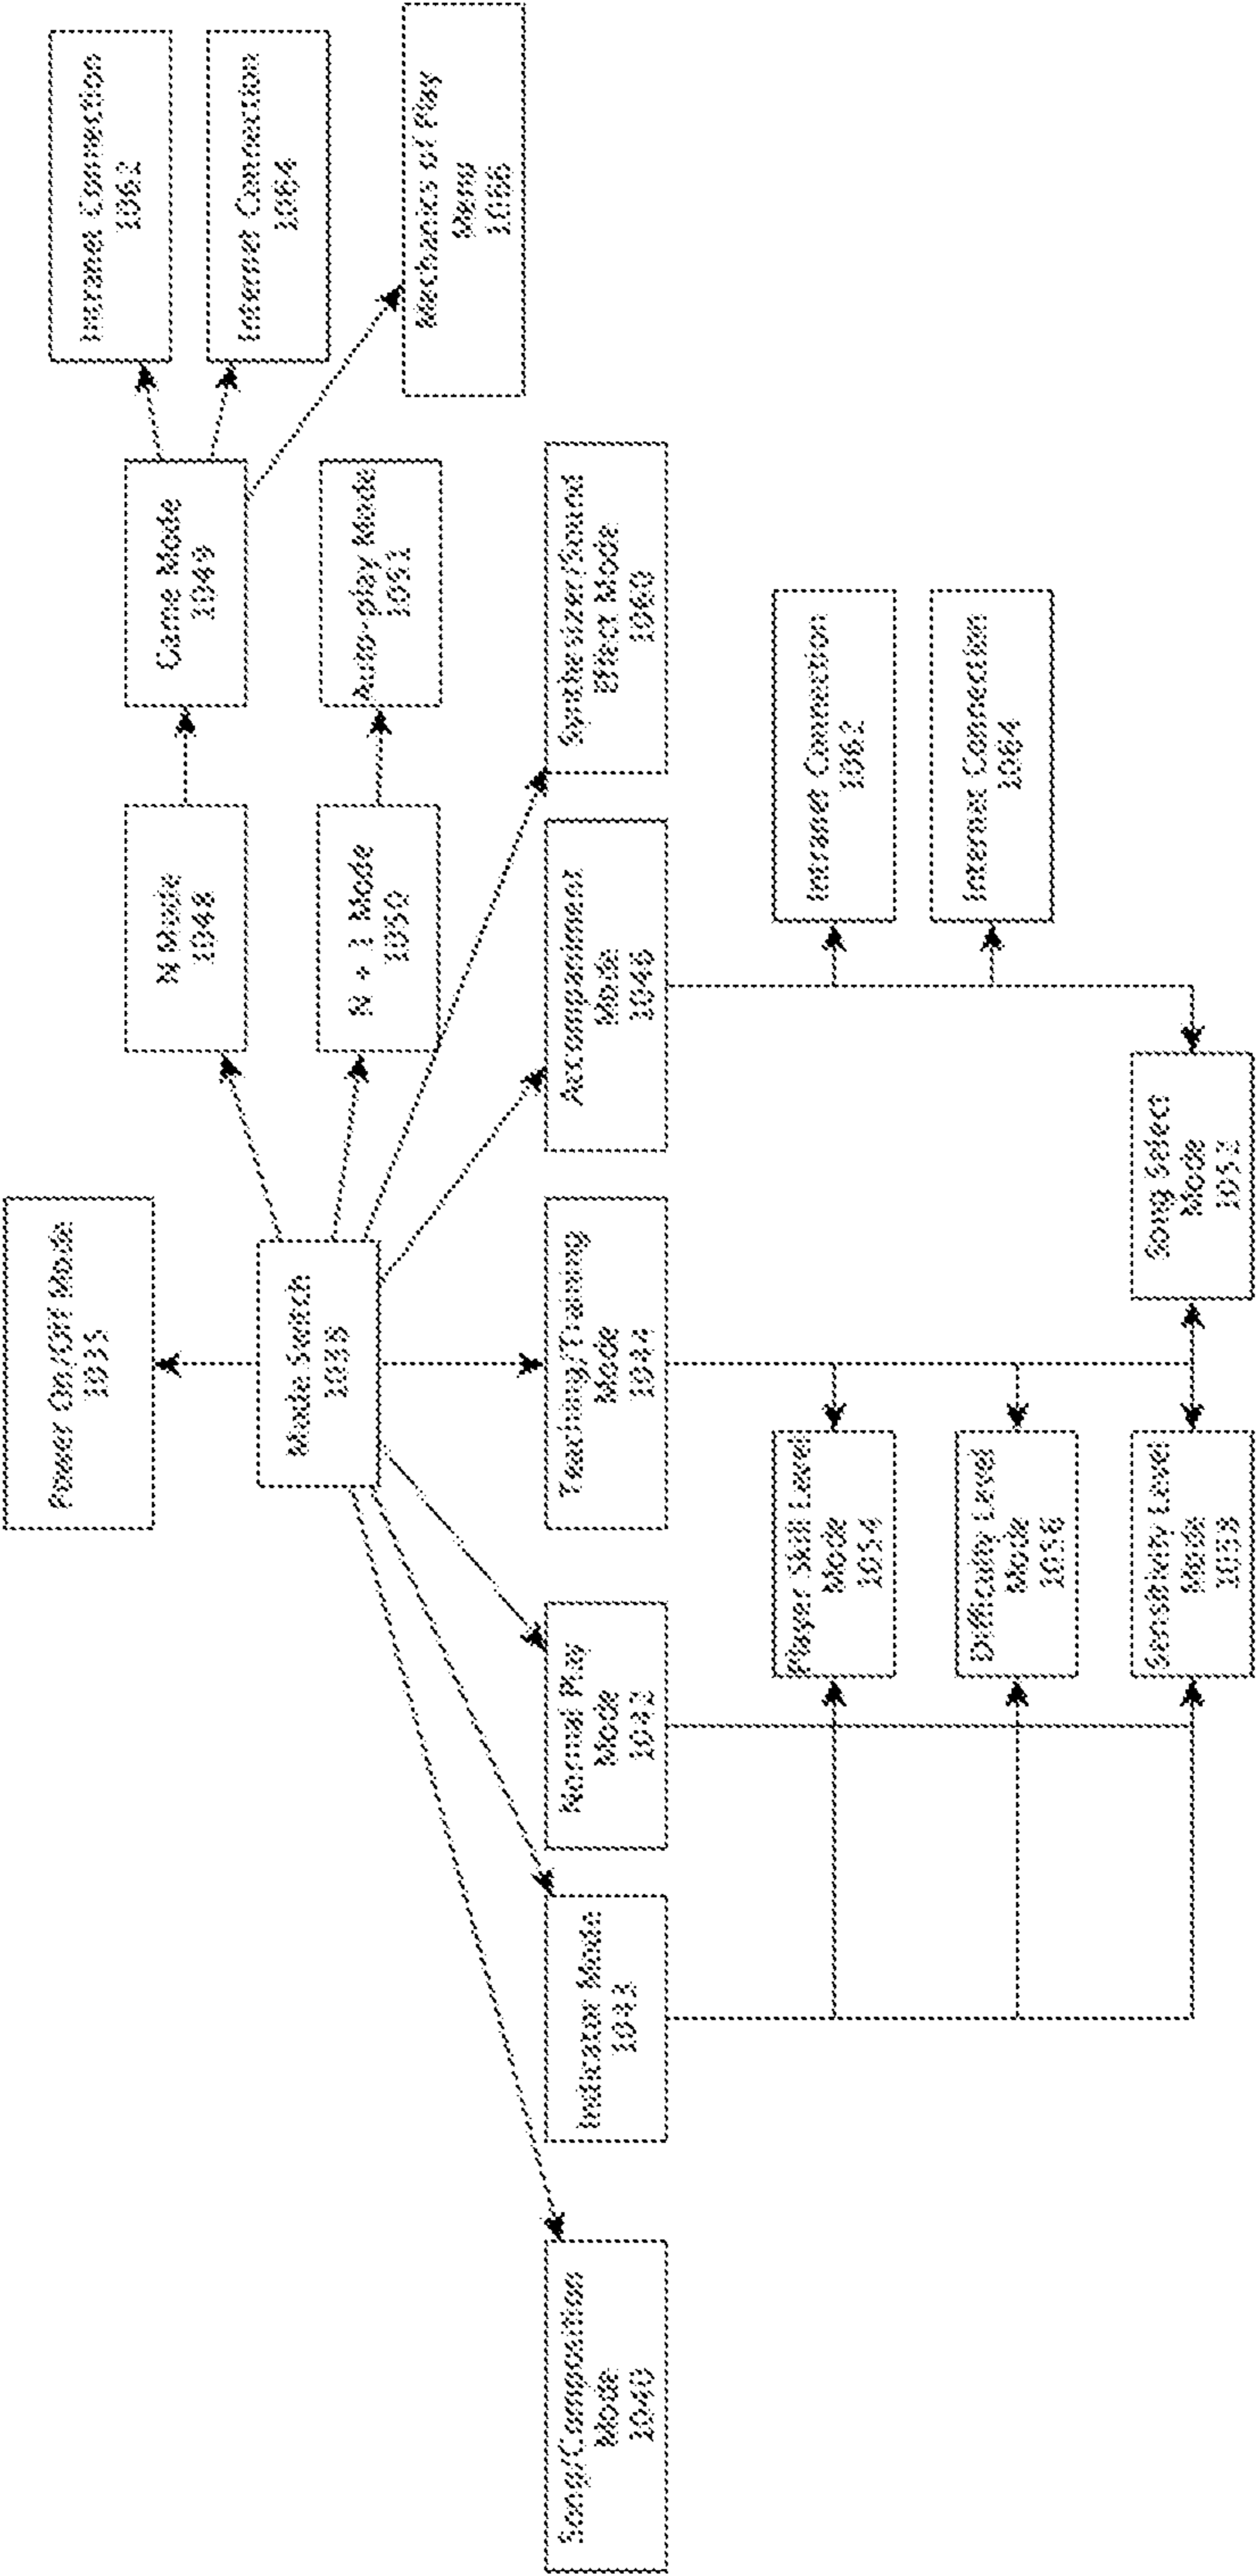 Power On/Off Mode
1035
Mode Switch
1038
N Mode
1048
Game Mode
1049
Intranet Connection
1062
Internet Connection
1064
Mechanics of Play
Menu
1066
N + 1 Mode
1050
Auto-play Mode
1051
Song/Composition
Mode
1040
Indicator Mode
1043
Normal Play
Mode
1042
Teaching/Training
Mode
1044
Accompaniment
Mode
1046
Synthesizer/Sound
Effect Mode
1060
Player Skill Level
Mode
1054
Difficulty Level
Mode
1056
Sensitivity Level
Mode
1058
Song Select
Mode
1052
Intranet Connection
1062
Internet Connection
1064